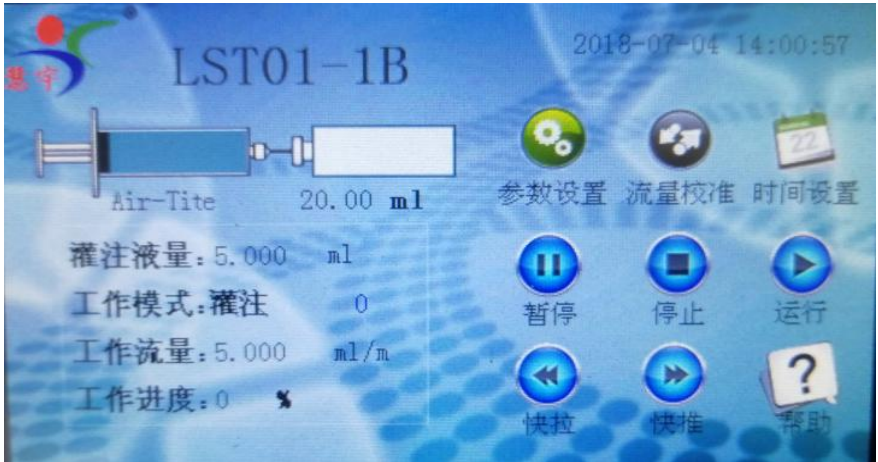 慧宇
LST01-1B
2018-07-04 14:00:57
Air-Tite
20.00 ml
灌注液量:5.000 ml
工作模式:灌注 0
工作流量:5.000 ml/m
工作进度:0 %
参数设置
流量校准
22
时间设置
暂停
停止
运行
快拉
快推
?
帮助